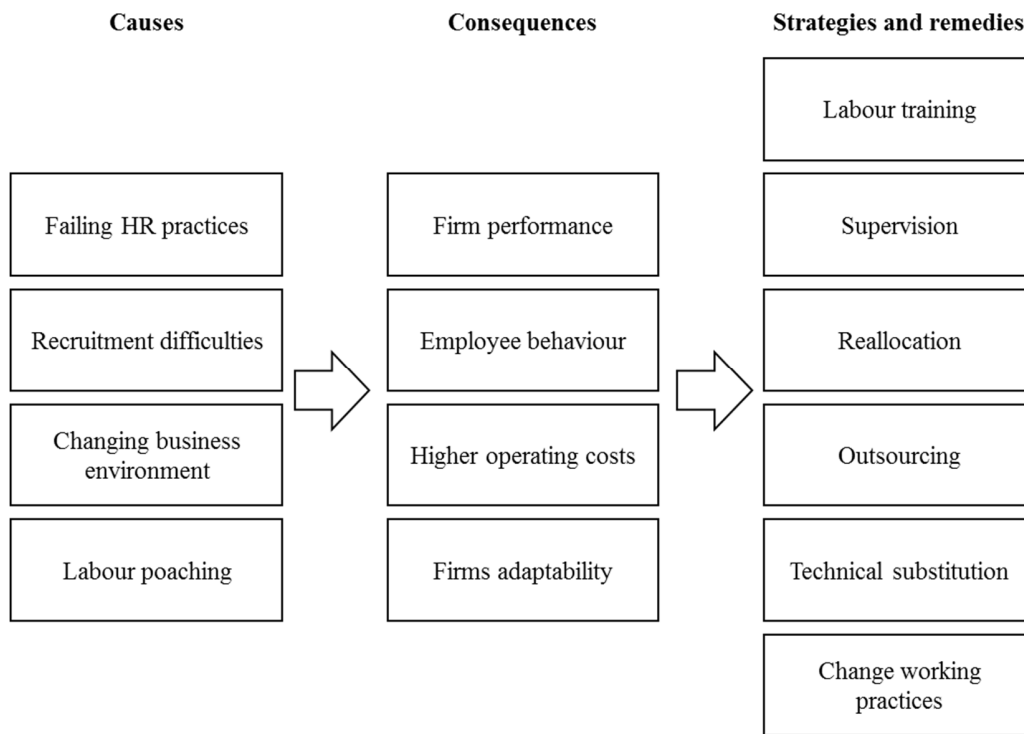 Causes
Consequences
Strategies and remedies
Failing HR practices
Recruitment difficulties
Changing business
environment
Labour poaching
Firm performance
Employee behaviour
Higher operating costs
Firms adaptability
Labour training
Supervision
Reallocation
Outsourcing
Technical substitution
Change working
practices